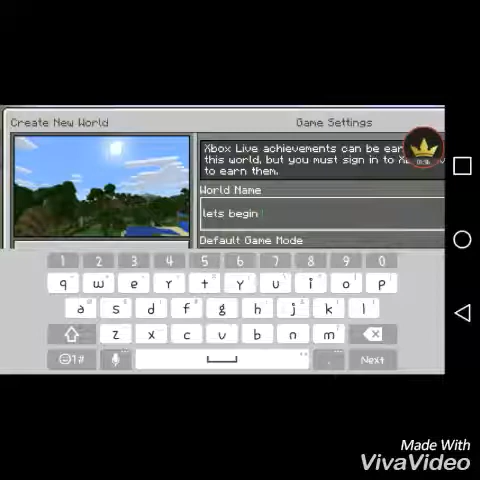 Create New World
Game Settings
Xbox Live achievements can be
this world, but you must sign in to
to earn them.
World Name
lets begin
Default Game Mode
1 2 3 4 5 6 7 8 9 0
q w e r t y u i o p
a s d f g h j k l
z x c v b n m
1# . Next
Made With
VivaVideo